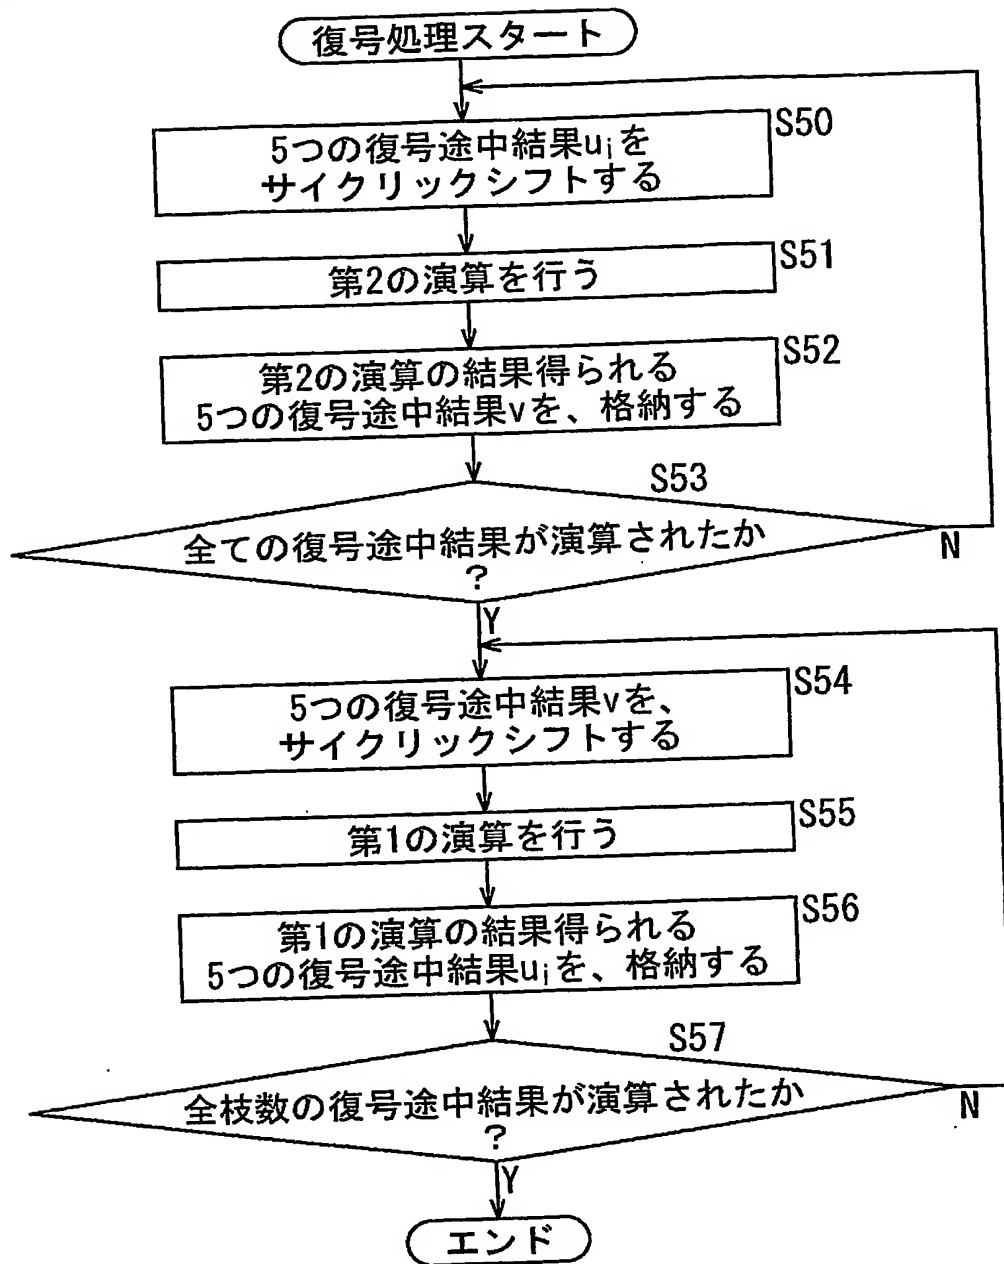 復号処理スタート
S50
5つの復号途中結果ujを
サイクリックシフトする
S51
第2の演算を行う
S52
第2の演算の結果得られる
5つの復号途中結果vを、格納する
S53
全ての復号途中結果が演算されたか
?
N
Y
S54
5つの復号途中結果vを、
サイクリックシフトする
S55
第1の演算を行う
S56
第1の演算の結果得られる
5つの復号途中結果ujを、格納する
S57
全枝数の復号途中結果が演算されたか
?
N
Y
エンド